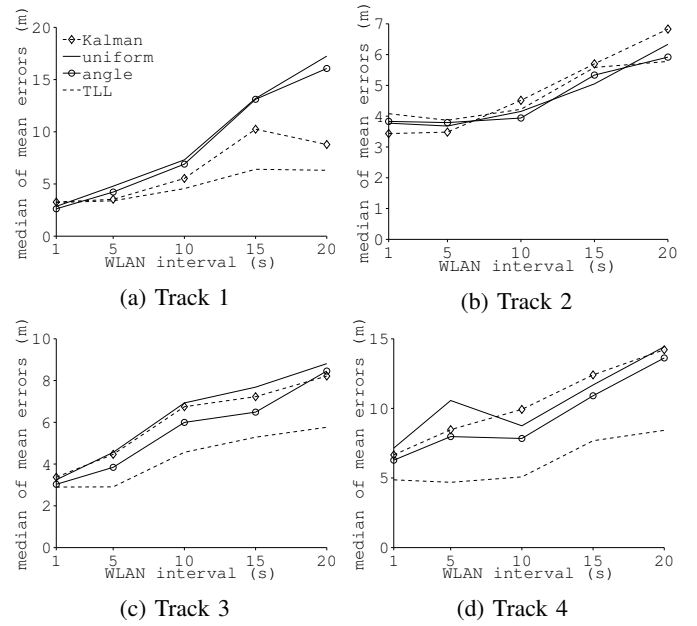 median of mean errors (m)
20
15
10
5
0
Kalman
uniform
angle
TLL
1 5 10 15 20
WLAN interval (s)
(a) Track 1
median of mean errors (m)
7
6
5
4
3
2
1
0
1 5 10 15 20
WLAN interval (s)
(b) Track 2
median of mean errors (m)
10
8
6
4
2
0
1 5 10 15 20
WLAN interval (s)
(c) Track 3
median of mean errors (m)
15
10
5
0
1 5 10 15 20
WLAN interval (s)
(d) Track 4